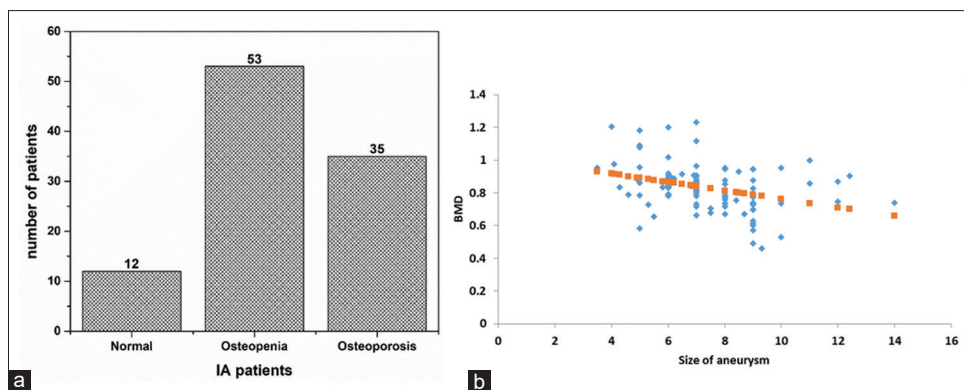 60
50
40
30
20
10
0
12
53
35
Normal Osteopenia Osteoporosis
number of patients
IA patients
a
1.4
1.2
1
0.8
0.6
0.4
0.2
0
BMD
0 2 4 6 8 10 12 14 16
Size of aneurysm
b